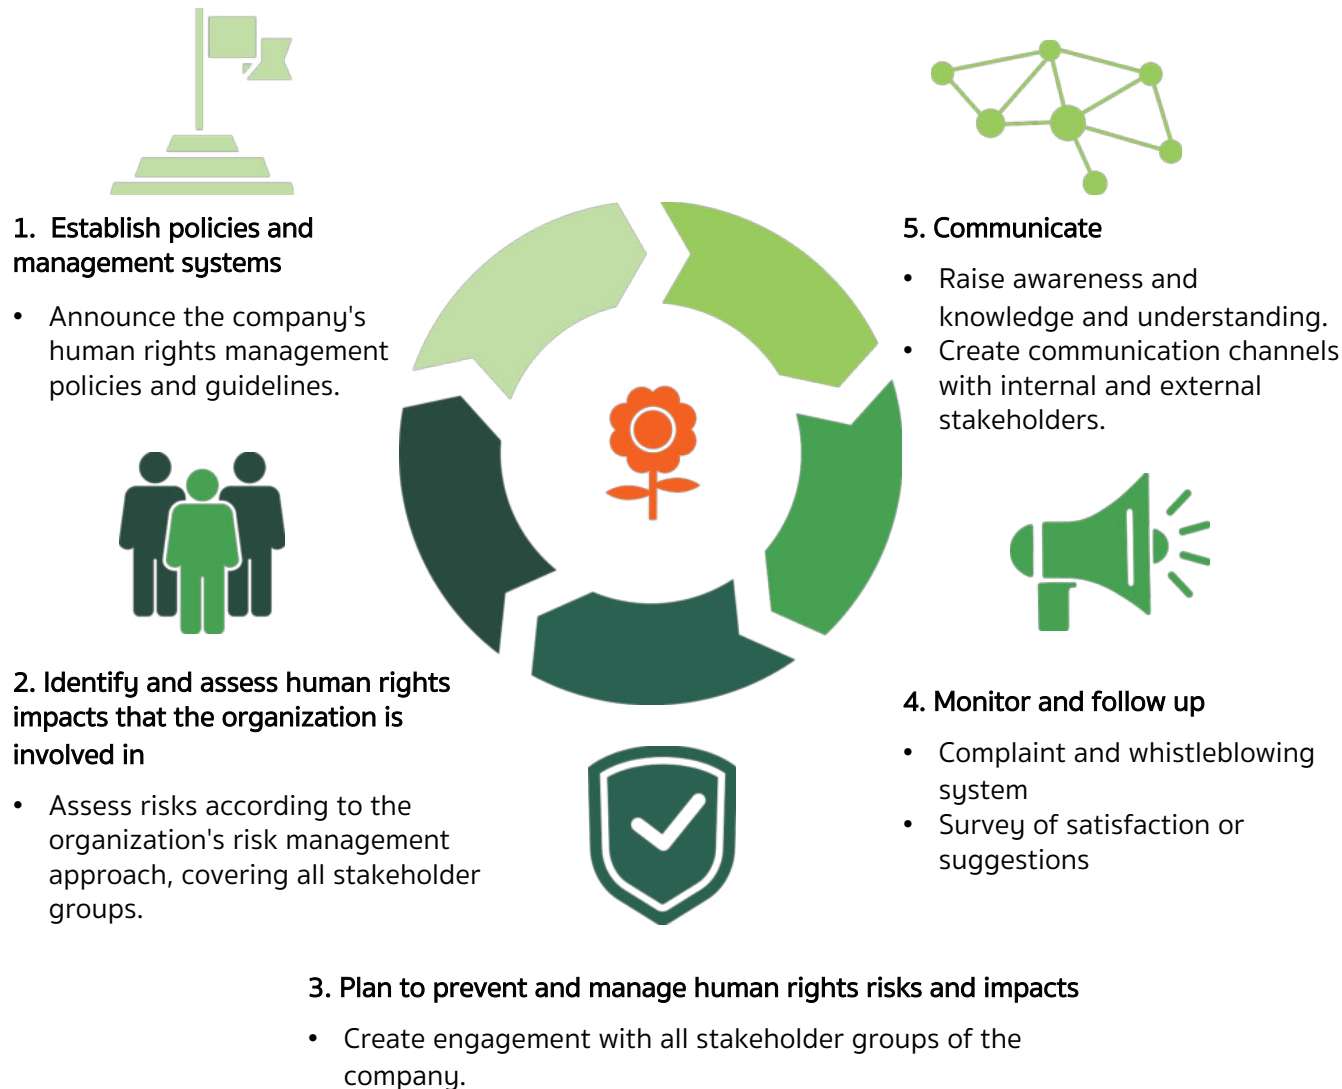 1. Establish policies and
management systems
• Announce the company's
human rights management
policies and guidelines.
2. Identify and assess human rights
impacts that the organization is
involved in
• Assess risks according to the
organization's risk management
approach, covering all stakeholder
groups.
3. Plan to prevent and manage human rights risks and impacts
• Create engagement with all stakeholder groups of the
company.
4. Monitor and follow up
• Complaint and whistleblowing
system
• Survey of satisfaction or
suggestions
5. Communicate
• Raise awareness and
knowledge and understanding.
• Create communication channels
with internal and external
stakeholders.